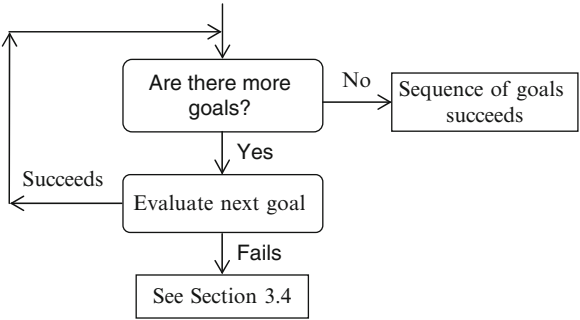 Are there more
goals?
No
Sequence of goals
succeeds
Yes
Succeeds
Evaluate next goal
Fails
See Section 3.4